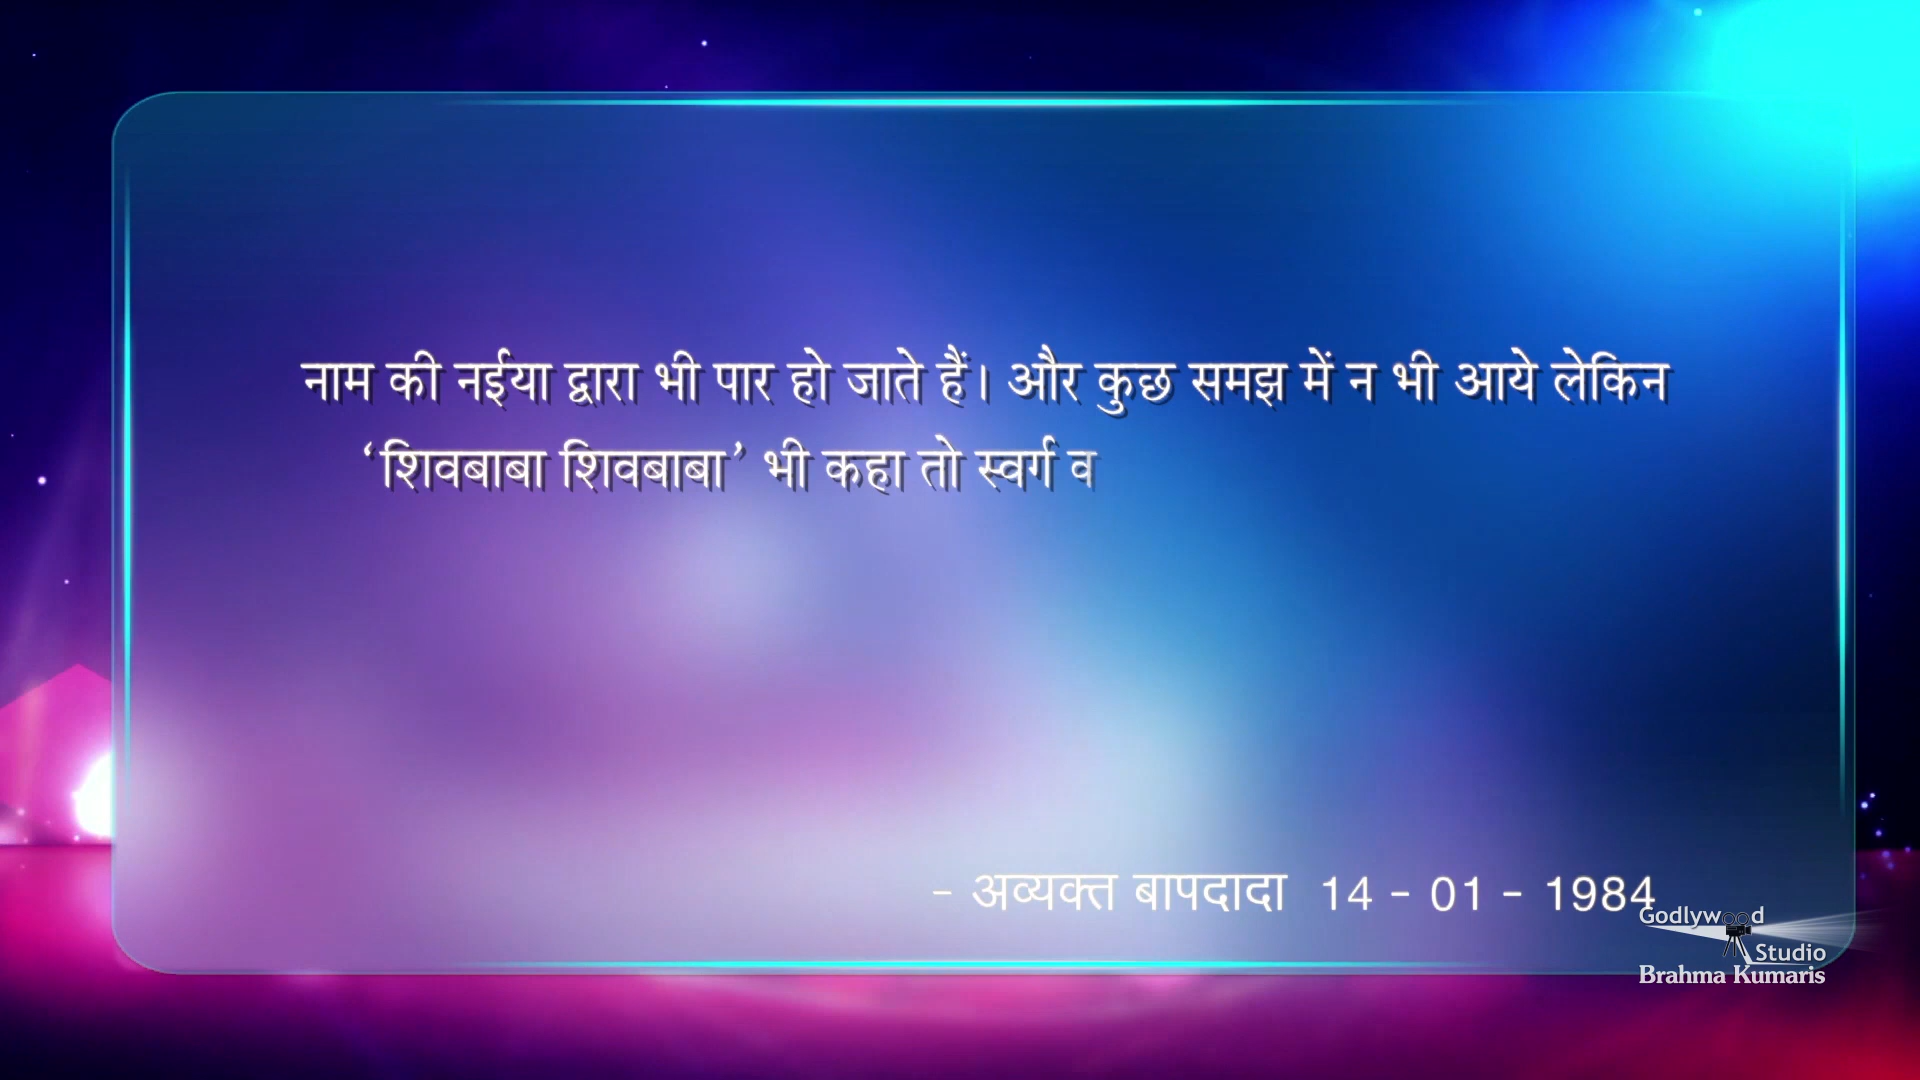 नाम की नईया द्वारा भी पार हो जाते हैं। और कुछ समझ में न भी आये लेकिन
‘शिवबाबा शिवबाबा’ भी कहा तो स्वर्ग व
- अव्यक्त बापदादा 14 - 01 - 1984
Godlywood
Studio
Brahma Kumaris